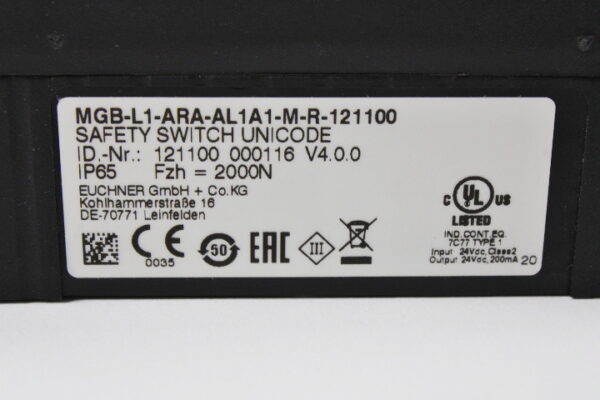 MGB-L1-ARA-AL1A1-M-R-121100
SAFETY SWITCH UNICODE
ID.-Nr.: 121100 000116 V4.0.0
IP65 Fzh = 2000N
EUCHNER GmbH + Co.KG
Kohlhammerstraße 16
DE-70771 Leinfelden
CE
0035
50
EAC
III
C UL US
LISTED
IND.CONT.EQ.
7C77 TYPE 1
Input: 24Vdc, Class2
Output: 24Vdc, 200mA
20